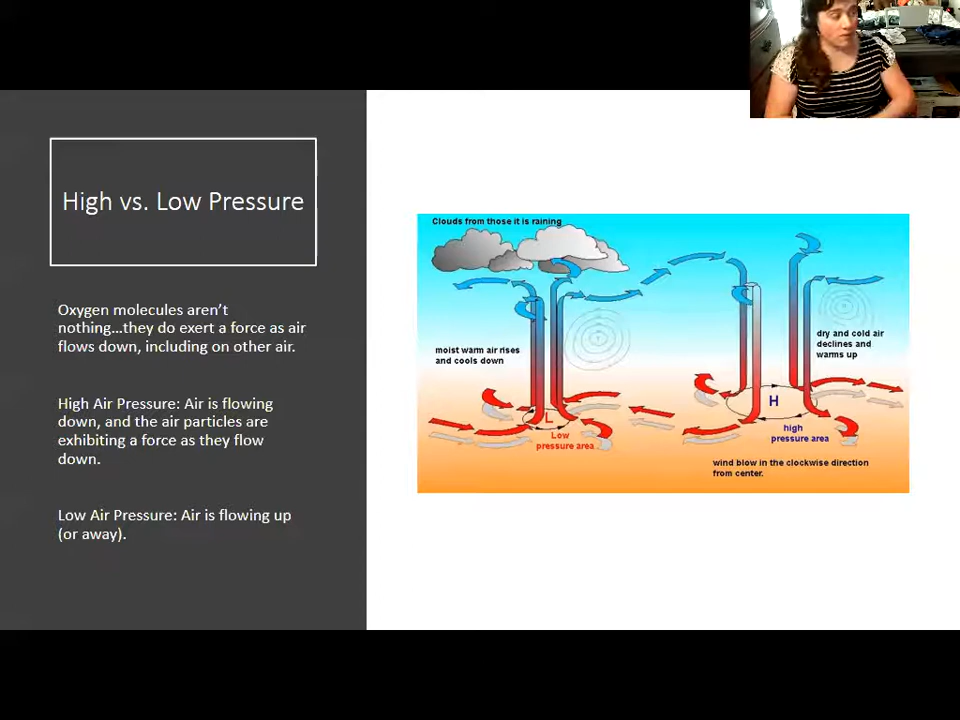 High vs. Low Pressure
Oxygen molecules aren't
nothing...they do exert a force as air
flows down, including on other air.
High Air Pressure: Air is flowing
down, and the air particles are
exhibiting a force as they flow
down.
Low Air Pressure: Air is flowing up
(or away).
Clouds from those it is raining
moist warm air rises
and cools down
L
Low
pressure area
dry and cold air
declines and
warms up
H
high
pressure area
wind blow in the clockwise direction
from center.